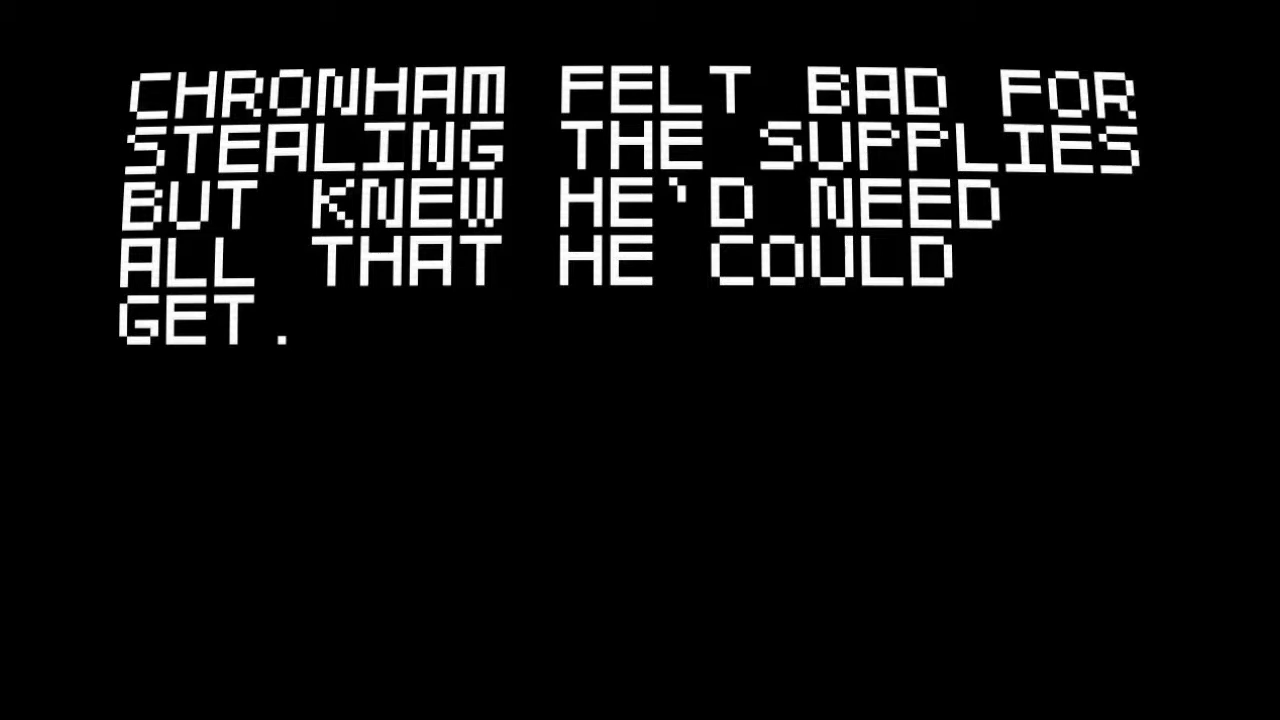 CHRONHAM FELT BAD FOR
STEALING THE SUPPLIES
BUT KNEW HE'D NEED
ALL THAT HE COULD
GET.